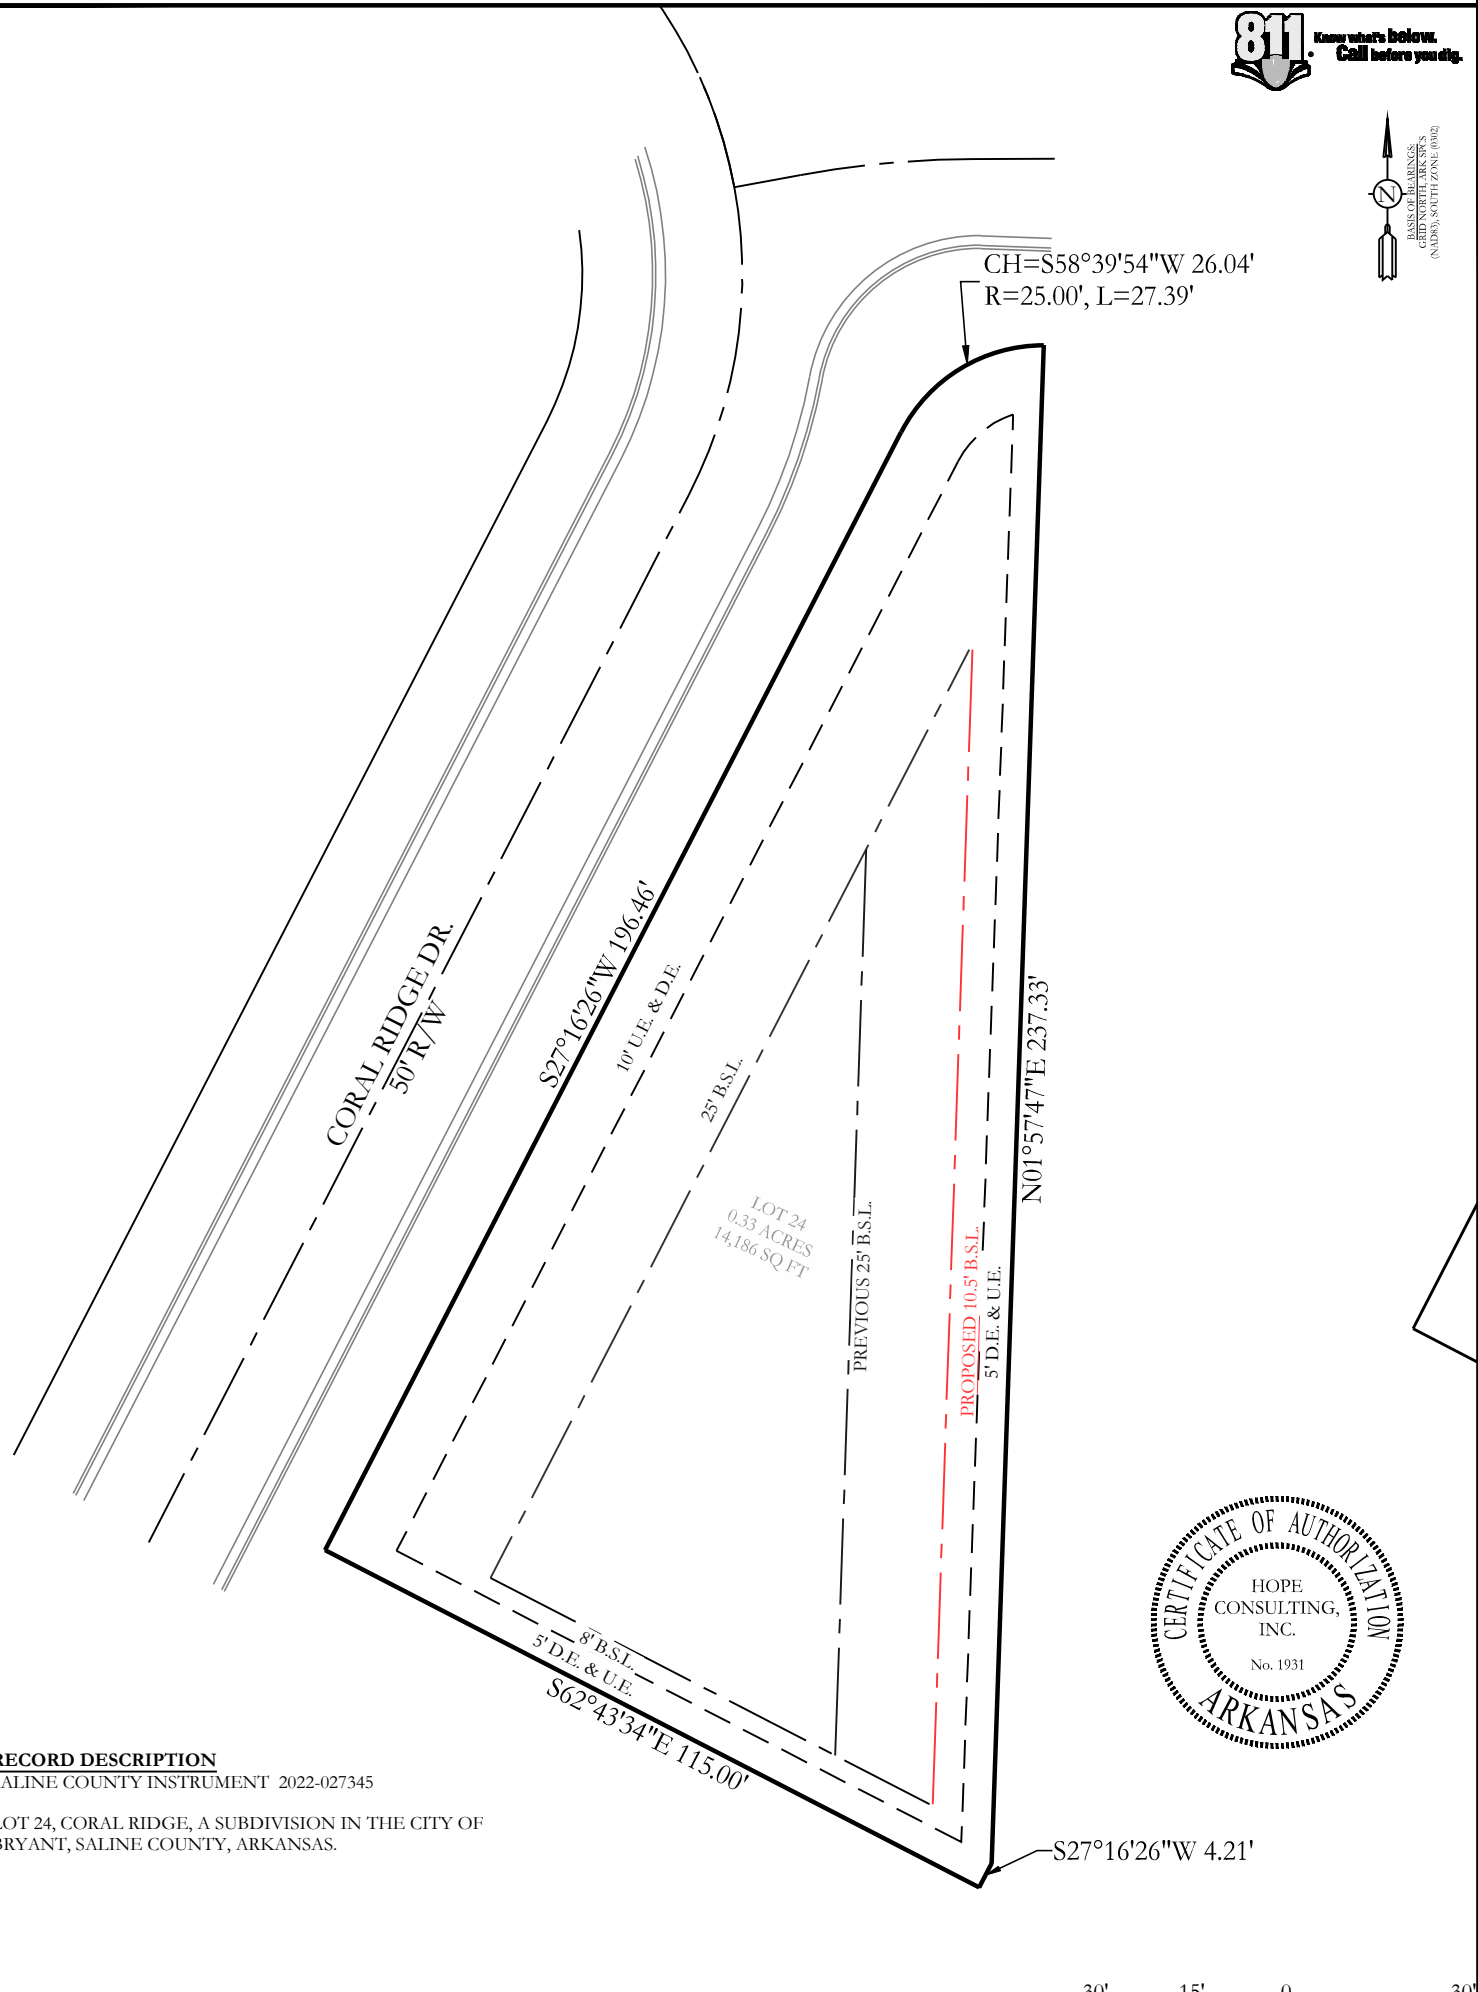 811
Know what's below.
Call before you dig.
N
BASIS OF BEARINGS:
GRID NORTH, ARK SPCS
(NAD83), SOUTH ZONE (0302)
CH=S58°39'54"W 26.04'
R=25.00', L=27.39'
CORAL RIDGE DR.
50' R/W
S27°16'26"W 196.46'
10' U.E. & D.E.
25' B.S.L.
LOT 24
0.33 ACRES
14,186 SQ FT
PREVIOUS 25' B.S.L.
PROPOSED 10.5' B.S.L.
5' D.E. & U.E.
N01°57'47"E 237.33'
8' B.S.L.
5' D.E. & U.E.
S62°43'34"E 115.00'
S27°16'26"W 4.21'
CERTIFICATE OF AUTHORIZATION
HOPE
CONSULTING,
INC.
No. 1931
ARKANSAS
RECORD DESCRIPTION
ALINE COUNTY INSTRUMENT 2022-027345
LOT 24, CORAL RIDGE, A SUBDIVISION IN THE CITY OF
BRYANT, SALINE COUNTY, ARKANSAS.
30' 15' 0 30'